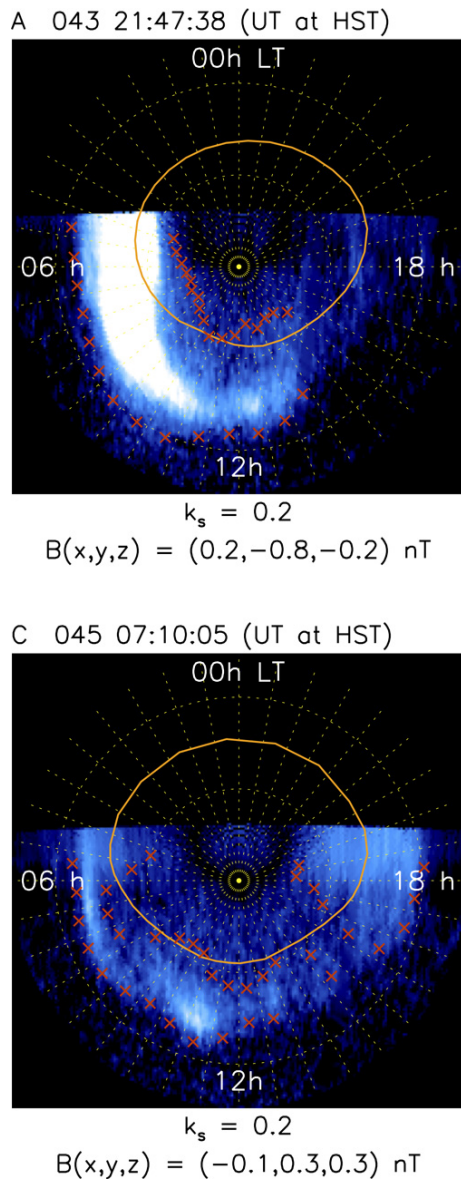 A 043 21:47:38 (UT at HST)
00h LT
06 h 18 h
12h
kₛ = 0.2
B(x,y,z) = (0.2,−0.8,−0.2) nT
C 045 07:10:05 (UT at HST)
00h LT
06 h 18 h
12h
kₛ = 0.2
B(x,y,z) = (−0.1,0.3,0.3) nT